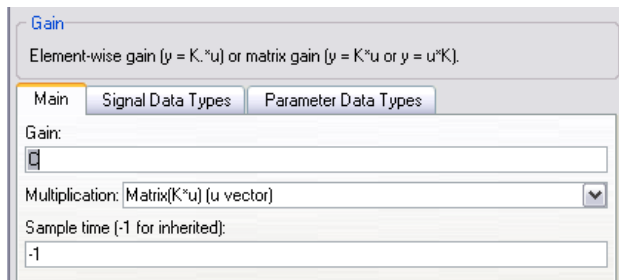 Gain
Element-wise gain (y = K.*u) or matrix gain (y = K*u or y = u*K).
Main Signal Data Types Parameter Data Types
Gain:
C
Multiplication: Matrix(K*u) (u vector)
Sample time (-1 for inherited):
-1